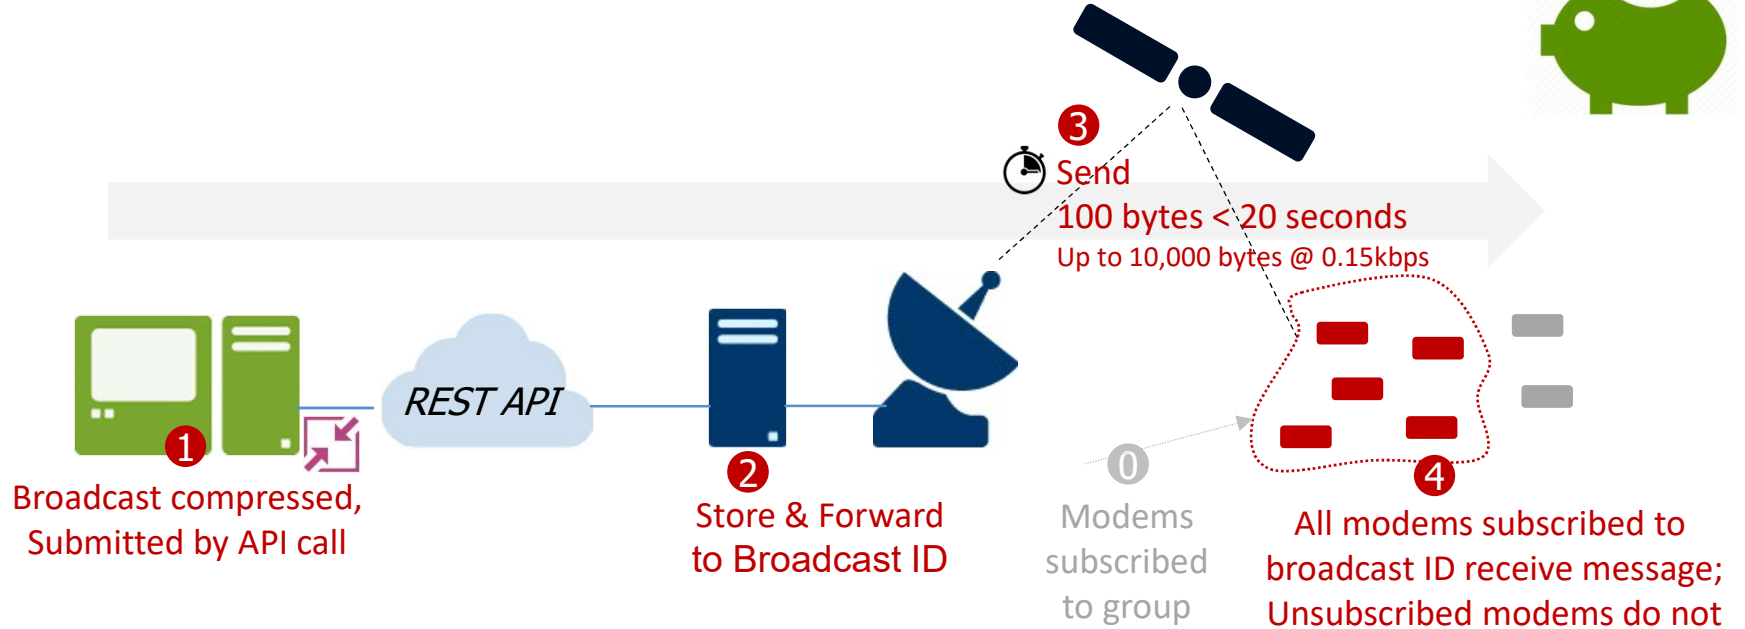 3
Send
100 bytes < 20 seconds
Up to 10,000 bytes @ 0.15kbps
REST API
1
Broadcast compressed,
Submitted by API call
2
Store & Forward
to Broadcast ID
0
Modems
subscribed
to group
4
All modems subscribed to
broadcast ID receive message;
Unsubscribed modems do not